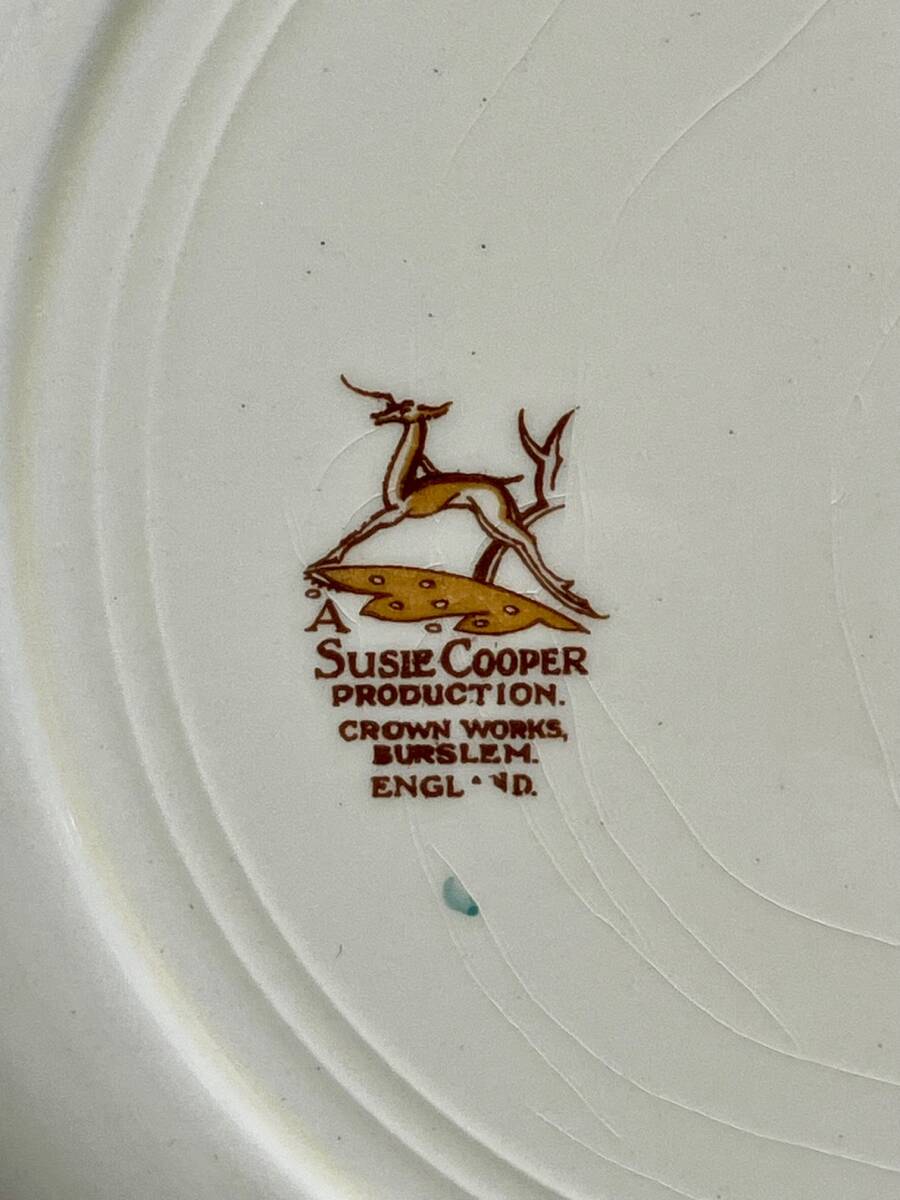 A
SUSIE COOPER
PRODUCTION.
CROWN WORKS,
BURSLEM.
ENGLAND.